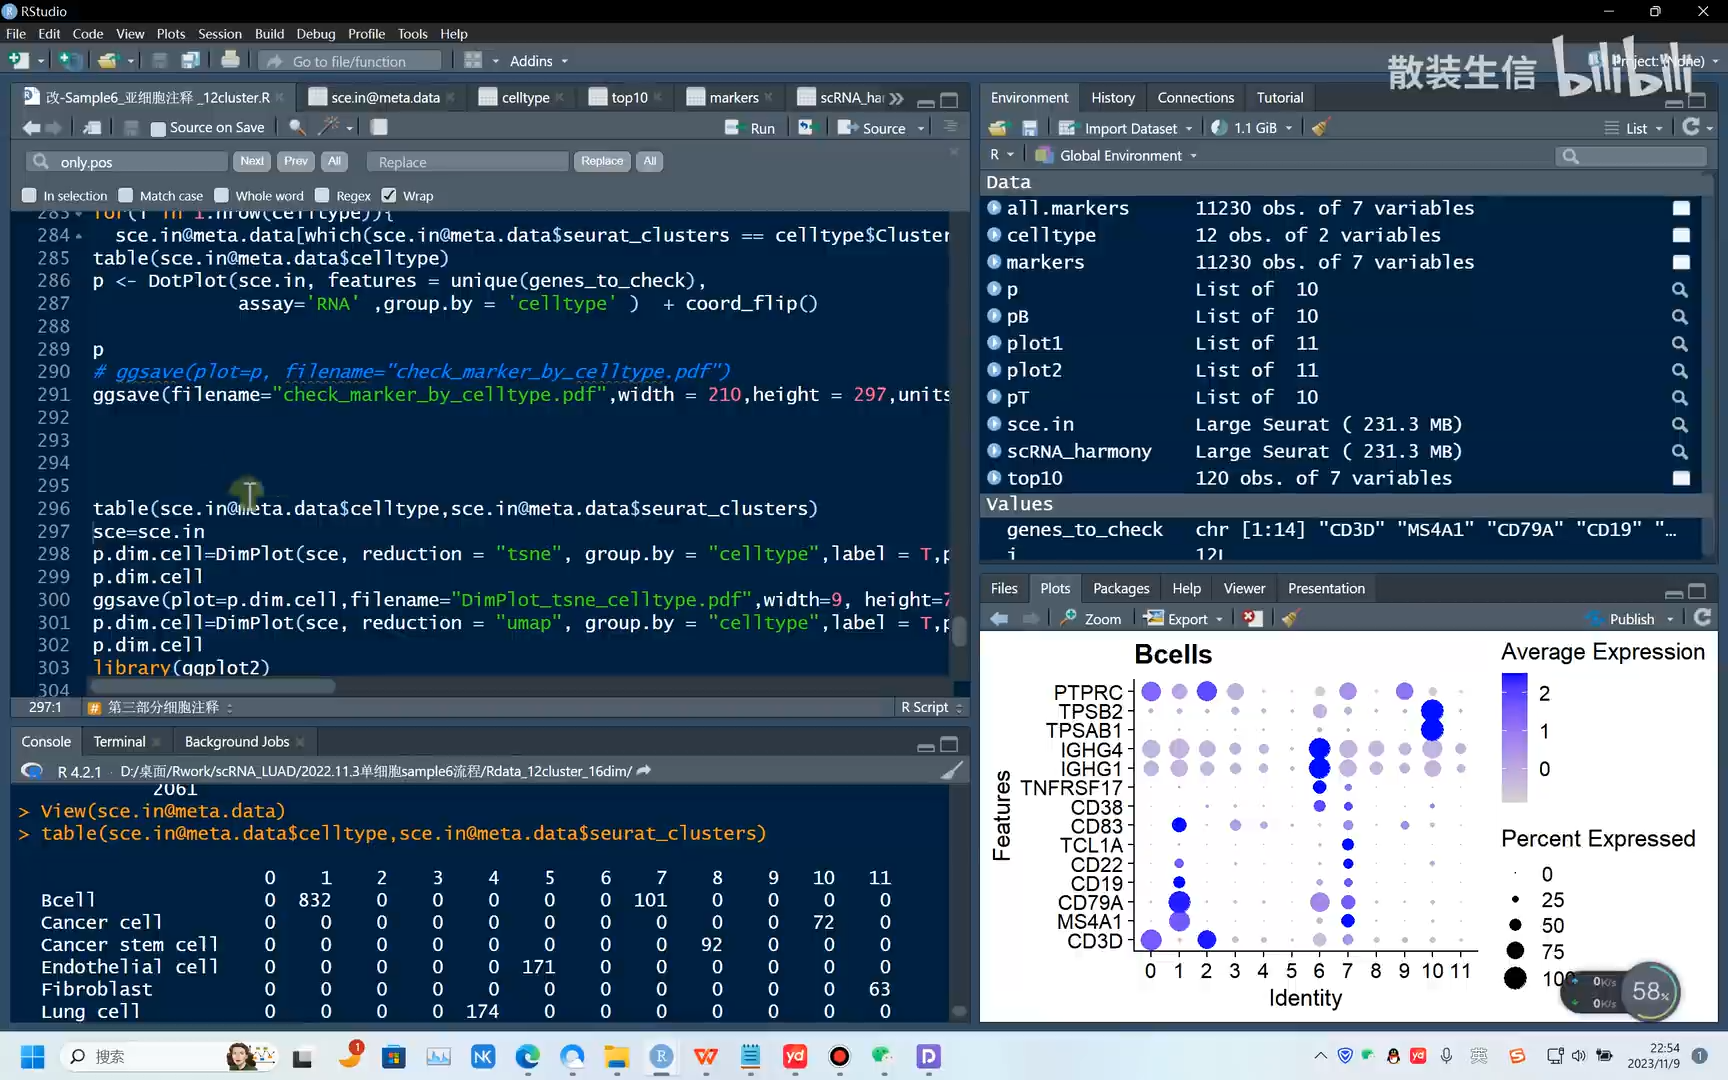 RStudio
File Edit Code View Plots Session Build Debug Profile Tools Help
Go to file/function
Addins
Project: (None)
散装生信 bilibili
改-Sample6_亚细胞注释 _12cluster.R
sce.in@meta.data
celltype
top10
markers
scRNA_ha
Source on Save
Run
Source
only.pos
Next
Prev
All
Replace
Replace
All
In selection
Match case
Whole word
Regex
Wrap
284 sce.in@meta.data[which(sce.in@meta.data$seurat_clusters == celltype$Cluster
285 table(sce.in@meta.data$celltype)
286 p <- DotPlot(sce.in, features = unique(genes_to_check),
287 assay='RNA' ,group.by = 'celltype' ) + coord_flip()
288
289 p
290 # ggsave(plot=p, filename="check_marker_by_celltype.pdf")
291 ggsave(filename="check_marker_by_celltype.pdf",width = 210,height = 297,units
292
293
294
295
296 table(sce.in@meta.data$celltype,sce.in@meta.data$seurat_clusters)
297 sce=sce.in
298 p.dim.cell=DimPlot(sce, reduction = "tsne", group.by = "celltype",label = T,p
299 p.dim.cell
300 ggsave(plot=p.dim.cell,filename="DimPlot_tsne_celltype.pdf",width=9, height=7
301 p.dim.cell=DimPlot(sce, reduction = "umap", group.by = "celltype",label = T,p
302 p.dim.cell
303 library(ggplot2)
304
297:1
# 第三部分细胞注释
R Script
Console
Terminal
Background Jobs
R 4.2.1 · D:/桌面/Rwork/scRNA_LUAD/2022.11.3单细胞sample6流程/Rdata_12cluster_16dim/
2061
> View(sce.in@meta.data)
> table(sce.in@meta.data$celltype,sce.in@meta.data$seurat_clusters)
0 1 2 3 4 5 6 7 8 9 10 11
Bcell 0 832 0 0 0 0 0 101 0 0 0 0
Cancer cell 0 0 0 0 0 0 0 0 0 0 72 0
Cancer stem cell 0 0 0 0 0 0 0 0 92 0 0 0
Endothelial cell 0 0 0 0 0 171 0 0 0 0 0 0
Fibroblast 0 0 0 0 0 0 0 0 0 0 0 63
Lung cell 0 0 0 0 174 0 0 0 0 0 0 0
Environment
History
Connections
Tutorial
Import Dataset
1.1 GiB
List
R
Global Environment
Data
all.markers 11230 obs. of 7 variables
celltype 12 obs. of 2 variables
markers 11230 obs. of 7 variables
p List of 10
pB List of 10
plot1 List of 11
plot2 List of 11
pT List of 10
sce.in Large Seurat ( 231.3 MB)
scRNA_harmony Large Seurat ( 231.3 MB)
top10 120 obs. of 7 variables
Values
genes_to_check chr [1:14] "CD3D" "MS4A1" "CD79A" "CD19" "…
i 12L
Files
Plots
Packages
Help
Viewer
Presentation
Zoom
Export
Publish
Bcells
Features
PTPRC
TPSB2
TPSAB1
IGHG4
IGHG1
TNFRSF17
CD38
CD83
TCL1A
CD22
CD19
CD79A
MS4A1
CD3D
0 1 2 3 4 5 6 7 8 9 10 11
Identity
Average Expression
2
1
0
Percent Expressed
0
25
50
75
100
0K/s
0K/s
58%
搜索
1
NK
yd
英
22:54
2023/11/9
1